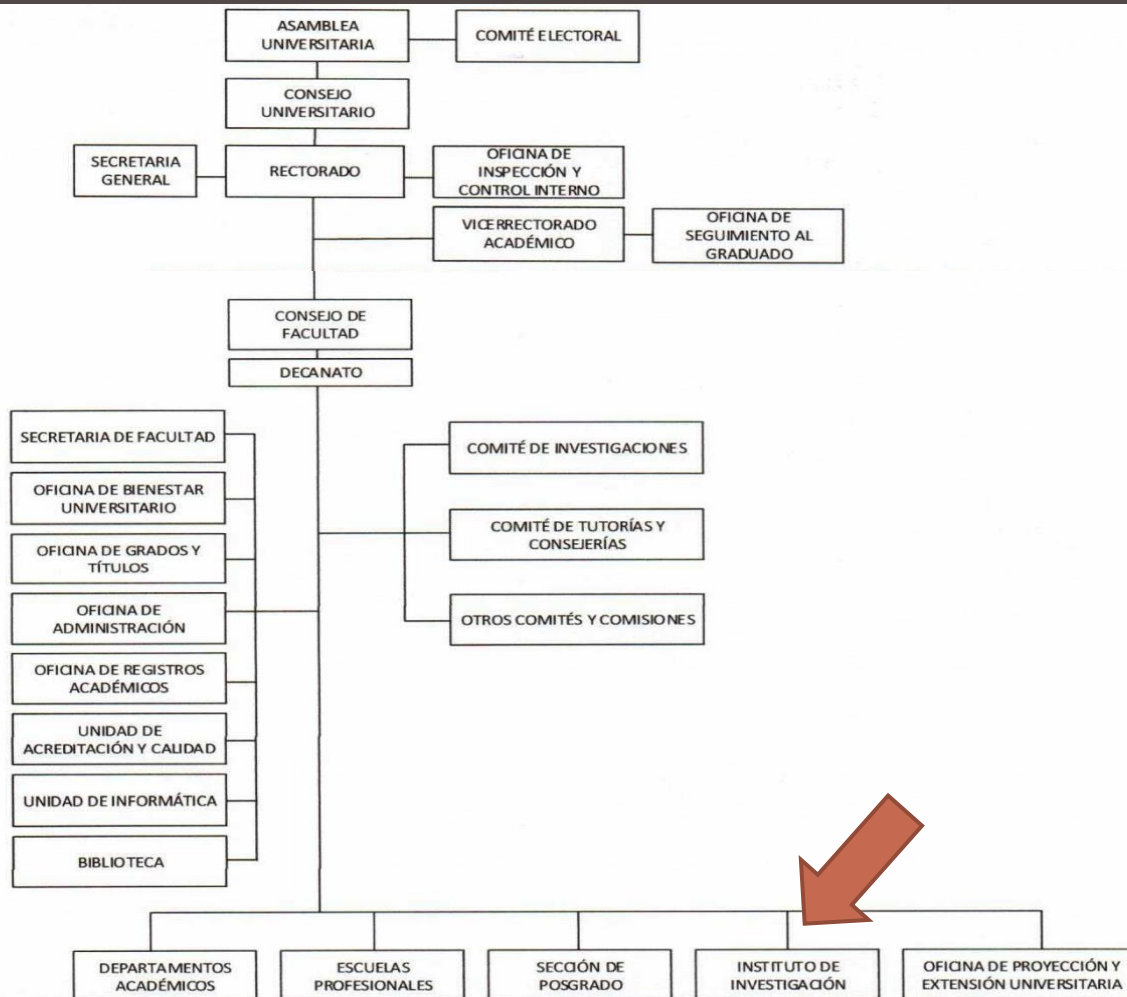 ASAMBLEA
UNIVERSITARIA
COMITÉ ELECTORAL
CONSEJO
UNIVERSITARIO
SECRETARIA
GENERAL
RECTORADO
OFICINA DE
INSPECCIÓN Y
CONTROL INTERNO
VICERRECTORADO
ACADÉMICO
OFICINA DE
SEGUIMIENTO AL
GRADUADO
CONSEJO DE
FACULTAD
DECANATO
SECRETARIA DE FACULTAD
OFICINA DE BIENESTAR
UNIVERSITARIO
OFICINA DE GRADOS Y
TÍTULOS
OFICINA DE
ADMINISTRACIÓN
OFICINA DE REGISTROS
ACADÉMICOS
UNIDAD DE
ACREDITACIÓN Y CALIDAD
UNIDAD DE INFORMÁTICA
BIBLIOTECA
COMITÉ DE INVESTIGACIONES
COMITÉ DE TUTORÍAS Y
CONSEJERÍAS
OTROS COMITÉS Y COMISIONES
DEPARTAMENTOS
ACADÉMICOS
ESCUELAS
PROFESIONALES
SECCIÓN DE
POSGRADO
INSTITUTO DE
INVESTIGACIÓN
OFICINA DE PROYECCIÓN Y
EXTENSIÓN UNIVERSITARIA